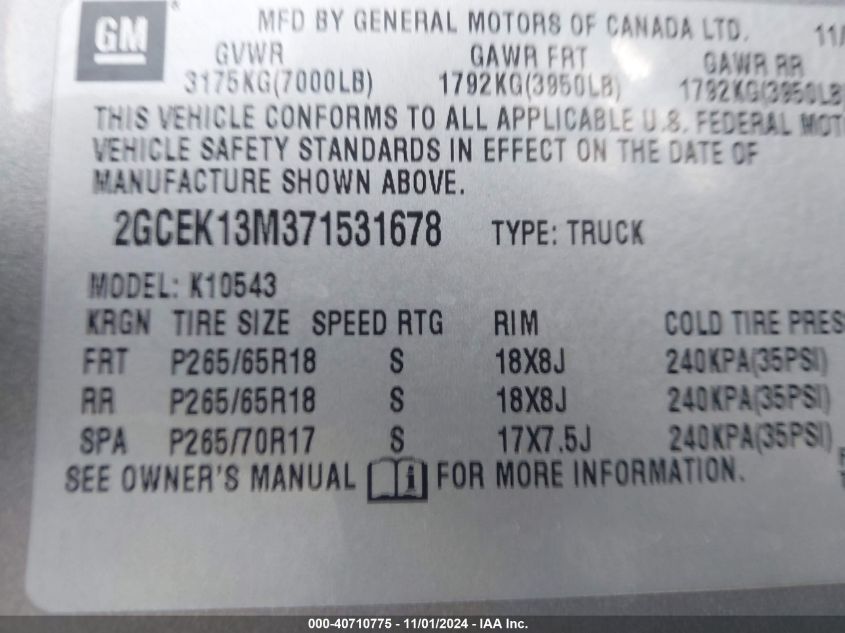 GM
MFD BY GENERAL MOTORS OF CANADA LTD. 11/
GVWR GAWR FRT GAWR RR
3175KG(7000LB) 1792KG(3950LB) 1792KG(3950LB
THIS VEHICLE CONFORMS TO ALL APPLICABLE U.S. FEDERAL MOT
VEHICLE SAFETY STANDARDS IN EFFECT ON THE DATE OF
MANUFACTURE SHOWN ABOVE.
2GCEK13M371531678 TYPE: TRUCK
MODEL: K10543
KRGN TIRE SIZE SPEED RTG RIM COLD TIRE PRES
FRT P265/65R18 S 18X8J 240KPA(35PSI)
RR P265/65R18 S 18X8J 240KPA(35PSI)
SPA P265/70R17 S 17X7.5J 240KPA(35PSI)
SEE OWNER'S MANUAL FOR MORE INFORMATION.
000-40710775 - 11/01/2024 - IAA Inc.